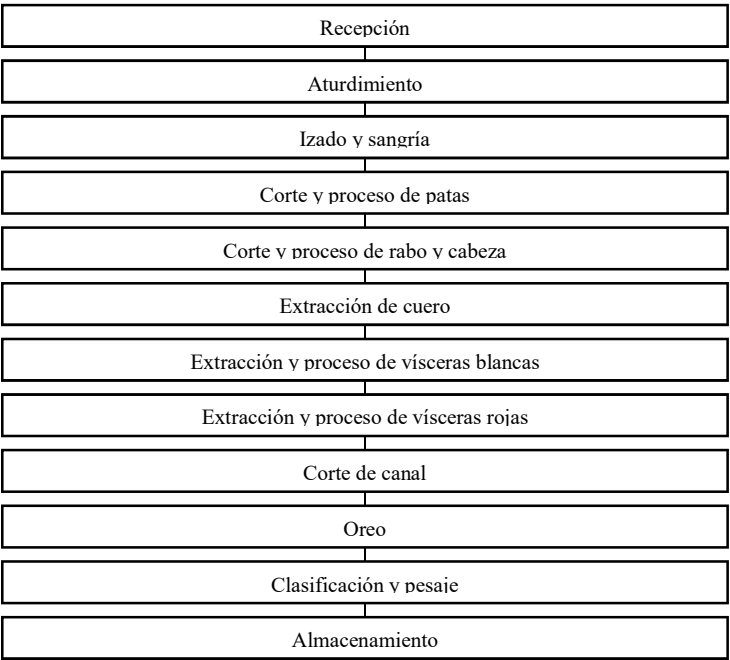 Recepción
Aturdimiento
Izado y sangría
Corte y proceso de patas
Corte y proceso de rabo y cabeza
Extracción de cuero
Extracción y proceso de vísceras blancas
Extracción y proceso de vísceras rojas
Corte de canal
Oreo
Clasificación y pesaje
Almacenamiento